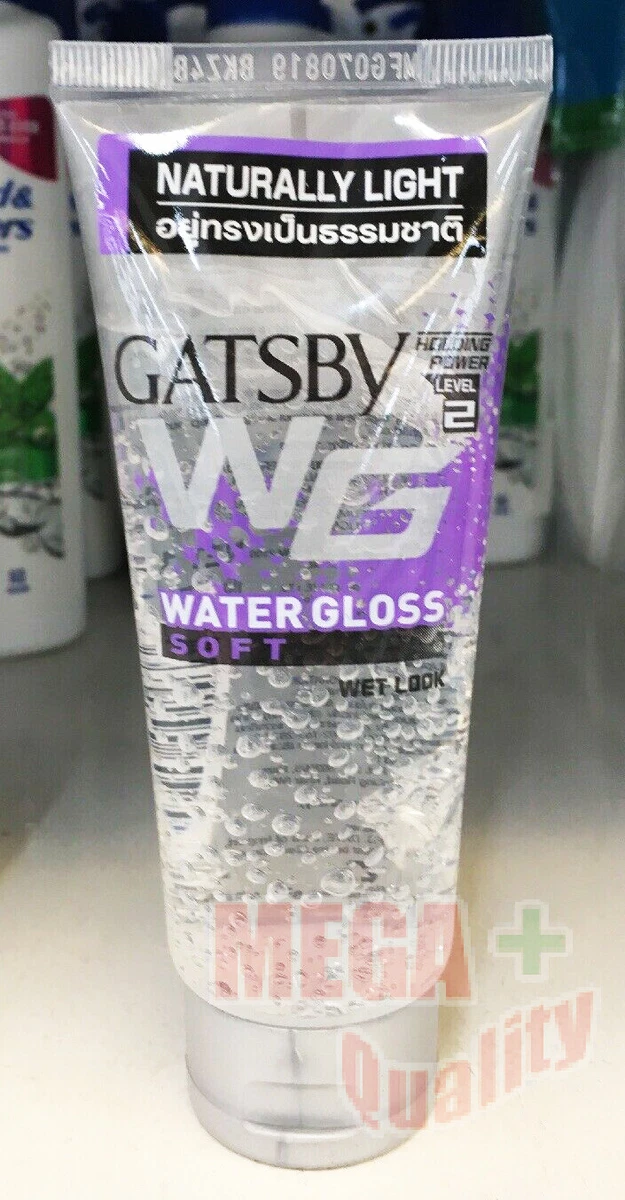 MFG070819 BKZ4B
NATURALLY LIGHT
อยู่ทรงเป็นธรรมชาติ
GATSBY
HOLDING
POWER
LEVEL
2
WG
WATER GLOSS
SOFT
WET LOOK
MEGA+
Quality